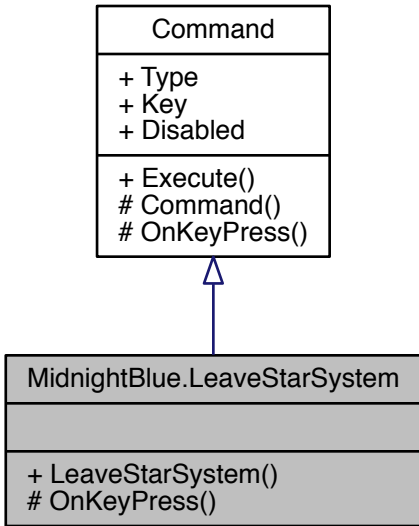 Command
+ Type
+ Key
+ Disabled
+ Execute()
# Command()
# OnKeyPress()
MidnightBlue.LeaveStarSystem
+ LeaveStarSystem()
# OnKeyPress()